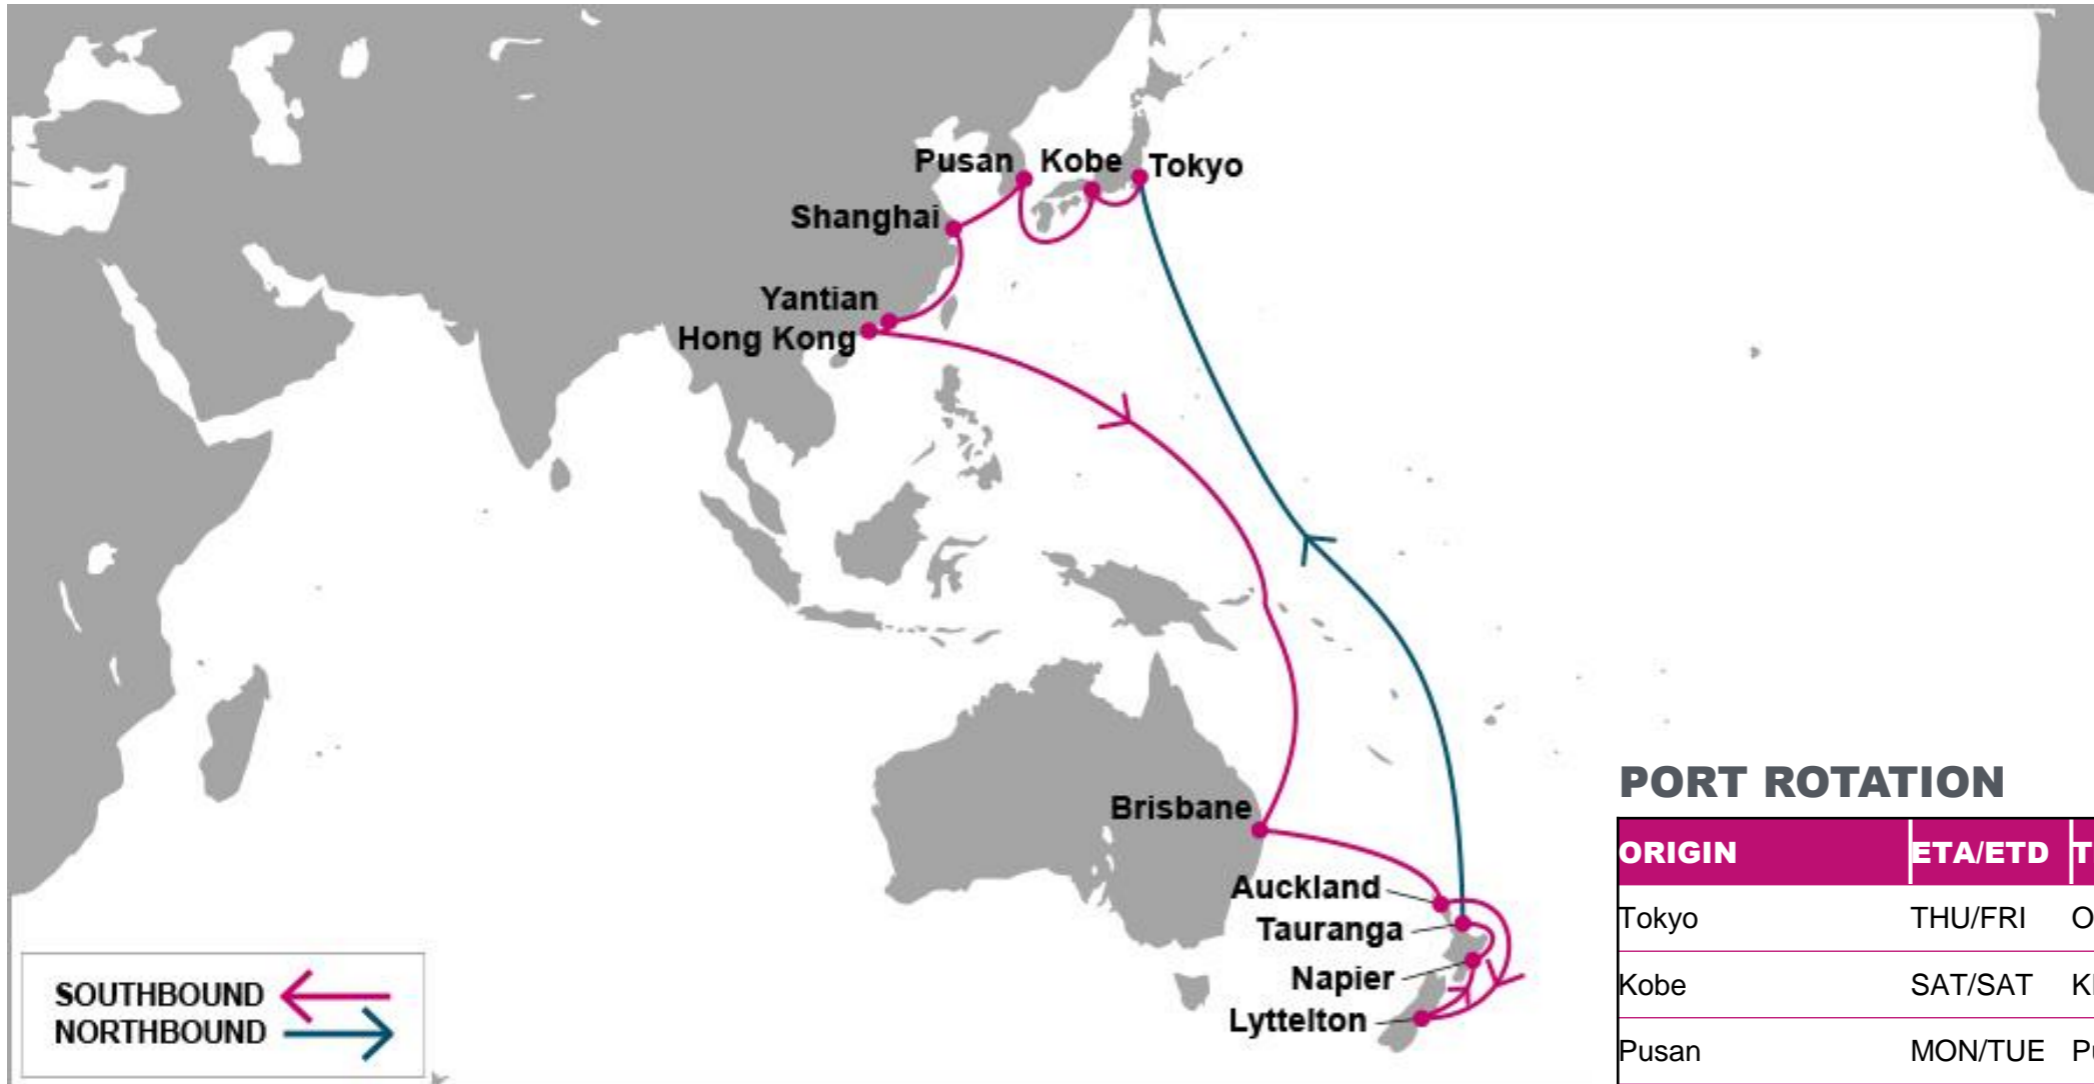 Pusan Kobe Tokyo
Shanghai
Yantian
Hong Kong
Brisbane
Auckland
Tauranga
Napier
Lyttelton
SOUTHBOUND
NORTHBOUND
PORT ROTATION
ORIGIN ETA/ETD
Tokyo THU/FRI
Kobe SAT/SAT
Pusan MON/TUE